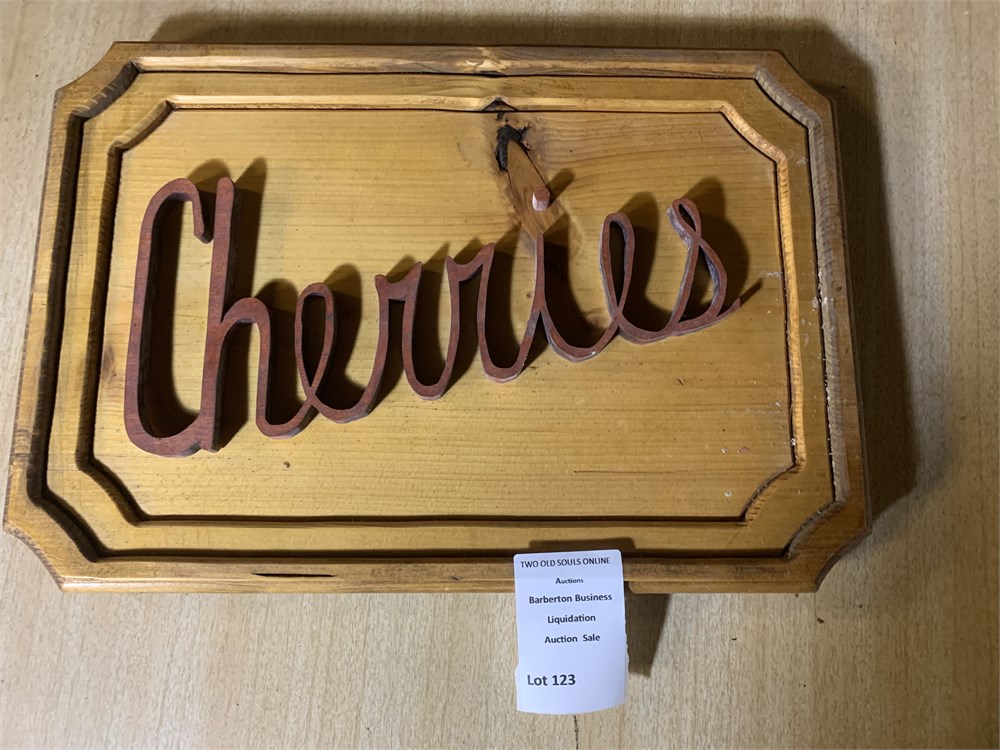 Cherries
TWO OLD SOULS ONLINE
Auctions
Barberton Business
Liquidation
Auction Sale
Lot 123